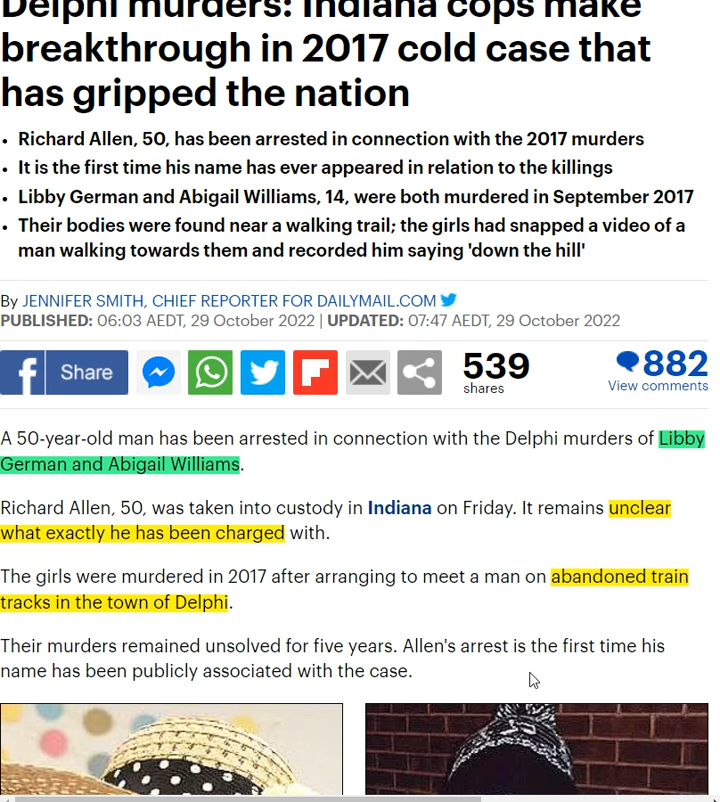 Delphi murders: Indiana cops make
breakthrough in 2017 cold case that
has gripped the nation
Richard Allen, 50, has been arrested in connection with the 2017 murders
It is the first time his name has ever appeared in relation to the killings
Libby German and Abigail Williams, 14, were both murdered in September 2017
Their bodies were found near a walking trail; the girls had snapped a video of a
man walking towards them and recorded him saying 'down the hill'
By JENNIFER SMITH, CHIEF REPORTER FOR DAILYMAIL.COM
PUBLISHED: 06:03 AEDT, 29 October 2022 | UPDATED: 07:47 AEDT, 29 October 2022
f Share
539
shares
882
View comments
A 50-year-old man has been arrested in connection with the Delphi murders of Libby
German and Abigail Williams.
Richard Allen, 50, was taken into custody in Indiana on Friday. It remains unclear
what exactly he has been charged with.
The girls were murdered in 2017 after arranging to meet a man on abandoned train
tracks in the town of Delphi.
Their murders remained unsolved for five years. Allen's arrest is the first time his
name has been publicly associated with the case.